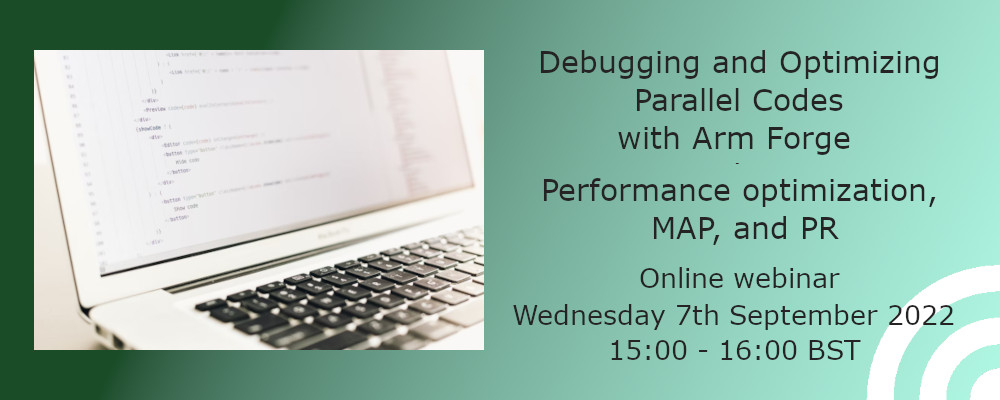 Debugging and Optimizing
Parallel Codes
with Arm Forge
Performance optimization,
MAP, and PR
Online webinar
Wednesday 7th September 2022
15:00 - 16:00 BST